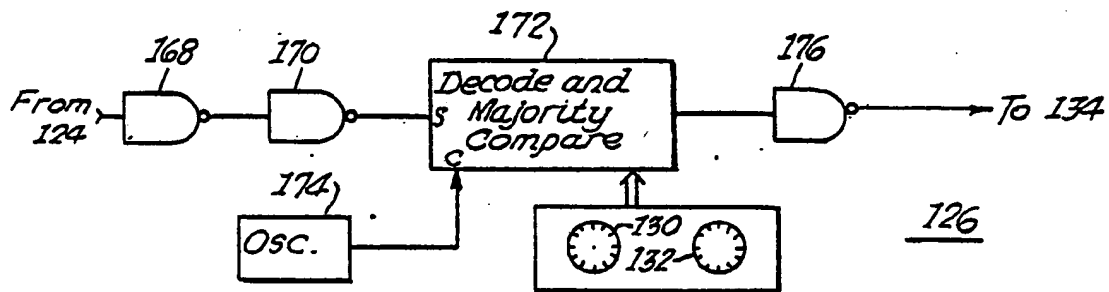 172
168
170
176
From
124
Decode and
S Majority
Compare
C
To 134
174
Osc.
130
132
126